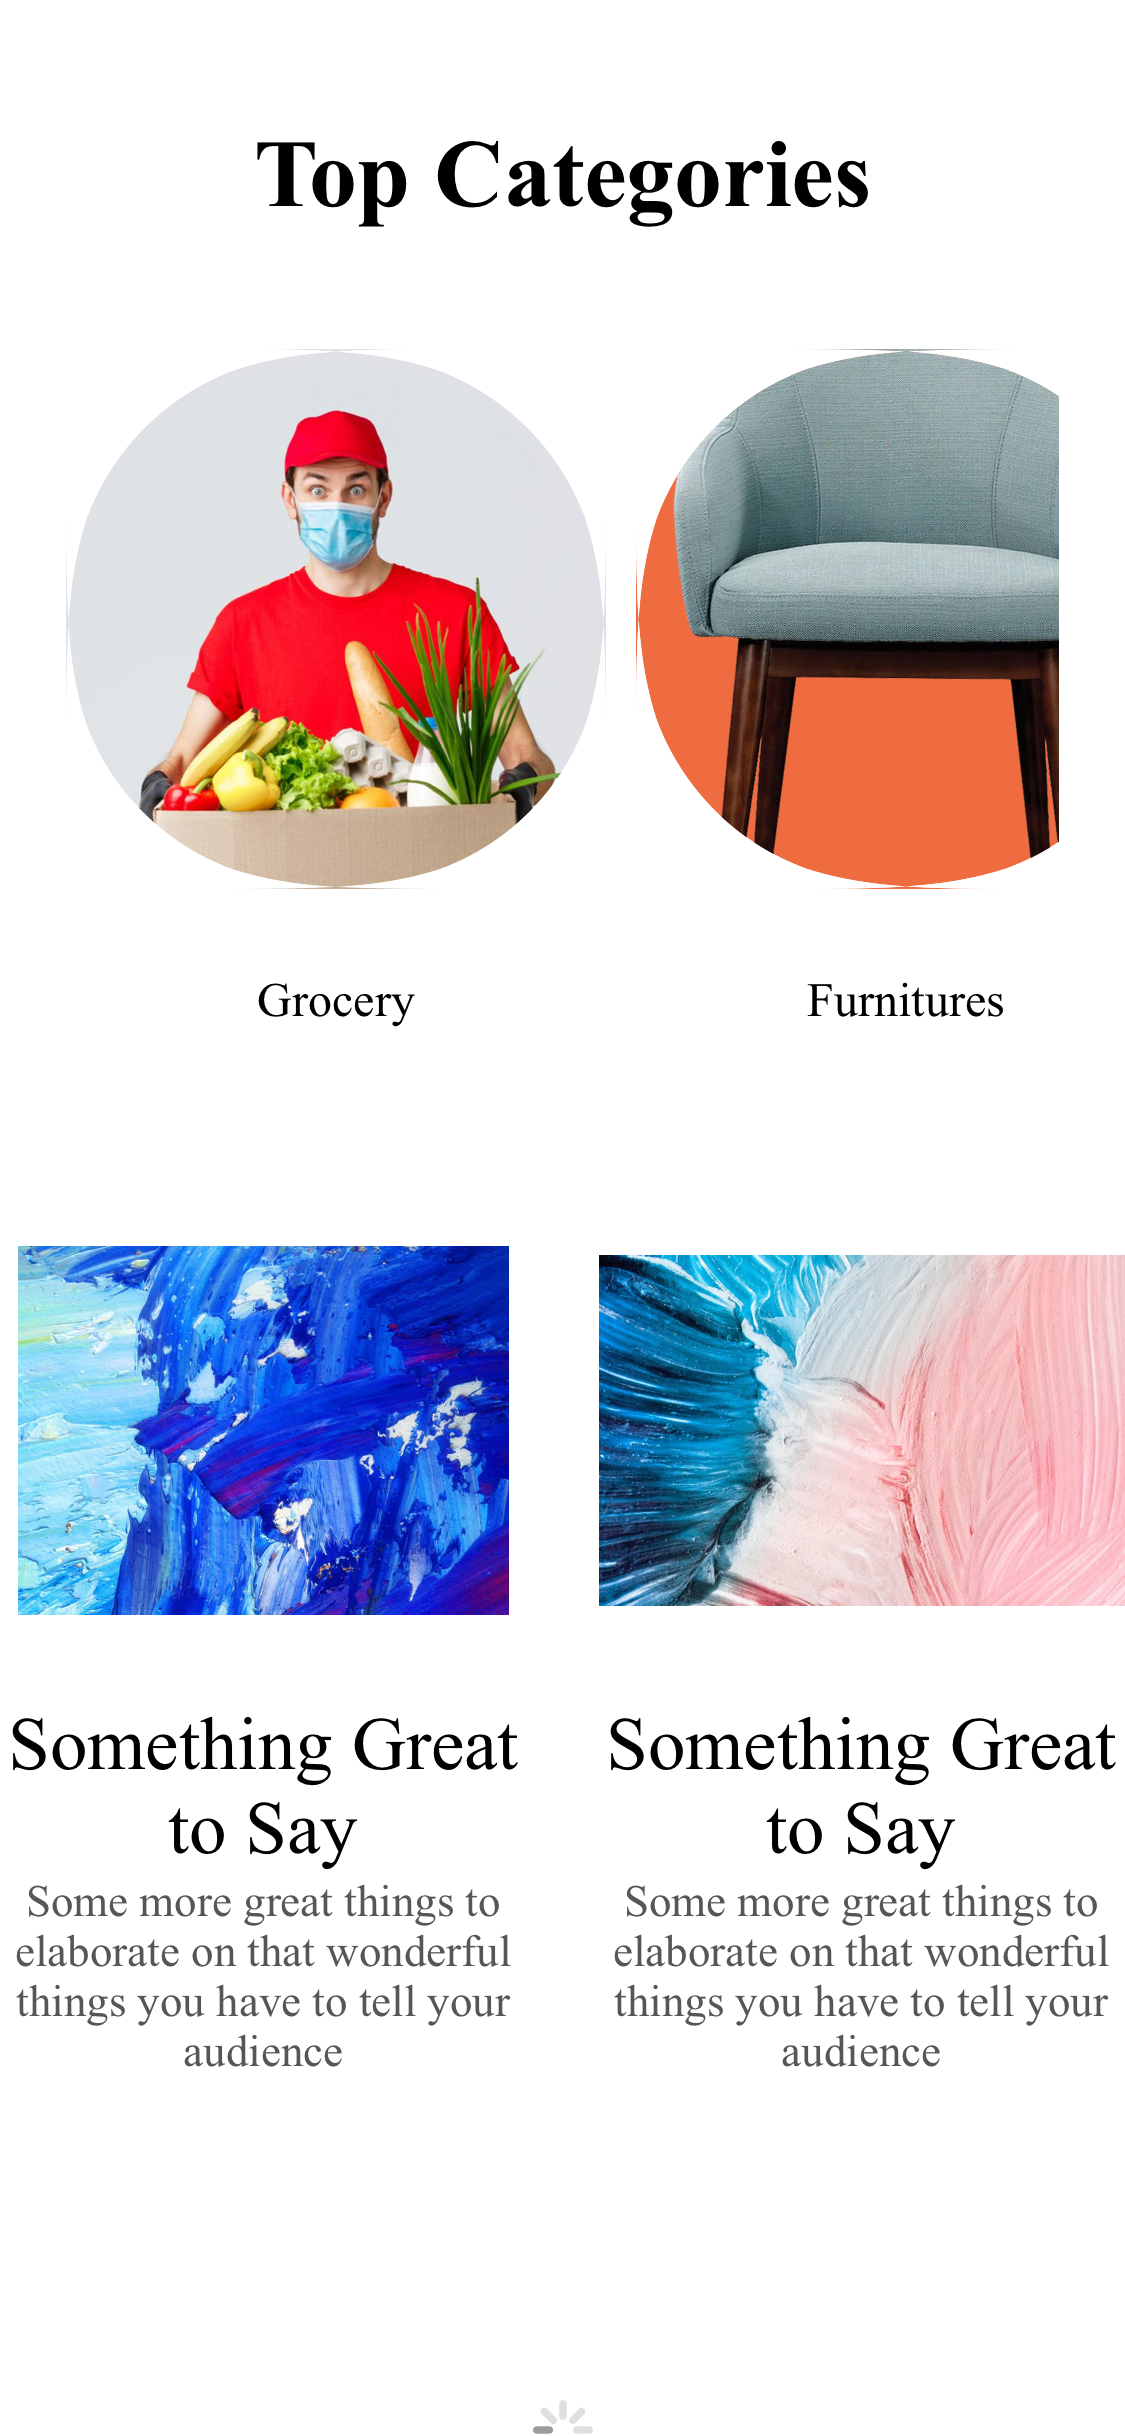 Top Categories
Grocery
Furnitures
Something Great
to Say
Some more great things to
elaborate on that wonderful
things you have to tell your
audience
Something Great
to Say
Some more great things to
elaborate on that wonderful
things you have to tell your
audience